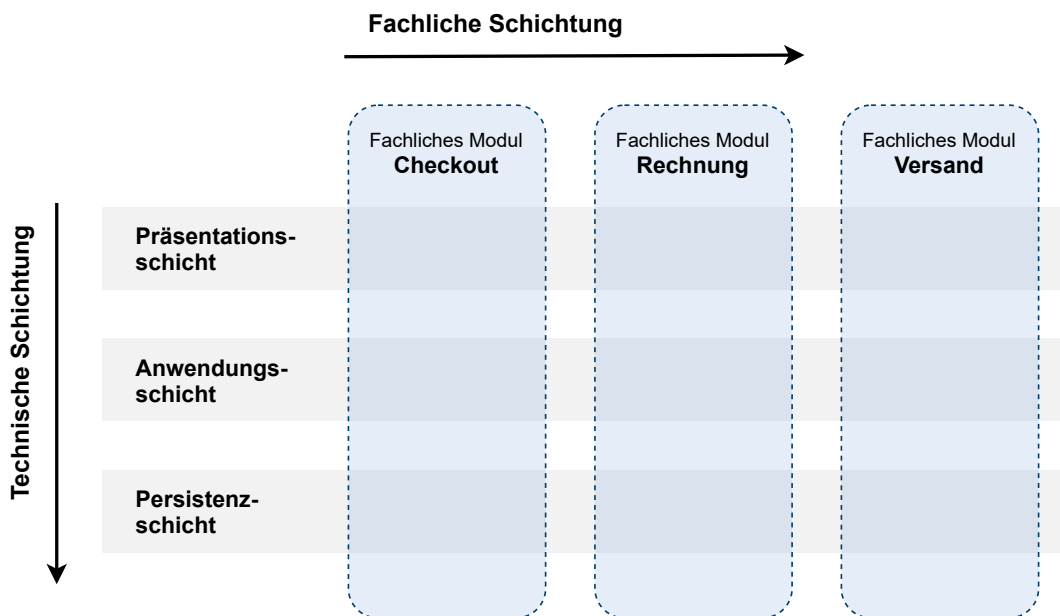 Fachliche Schichtung
Fachliches Modul
Checkout
Fachliches Modul
Rechnung
Fachliches Modul
Versand
Technische Schichtung
Präsentations-
schicht
Anwendungs-
schicht
Persistenz-
schicht